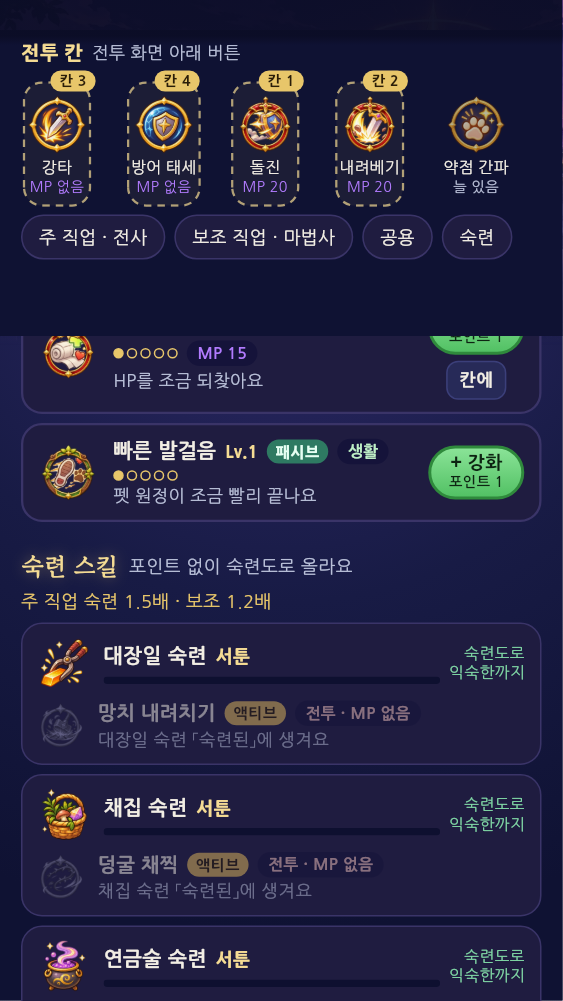 전투 칸 전투 화면 아래 버튼
칸 3 칸 4 칸 1 칸 2
강타 방어 태세 돌진 내려베기 약점 간파
MP 없음 MP 없음 MP 20 MP 20 늘 있음
주 직업 · 전사 보조 직업 · 마법사 공용 숙련
포인트 1
MP 15
HP를 조금 되찾아요
칸에
빠른 발걸음 Lv.1 패시브 생활
+ 강화
포인트 1
펫 원정이 조금 빨리 끝나요
숙련 스킬 포인트 없이 숙련도로 올라요
주 직업 숙련 1.5배 · 보조 1.2배
대장일 숙련 서툰
숙련도로
익숙한까지
망치 내려치기 액티브 전투 · MP 없음
대장일 숙련 「숙련된」에 생겨요
채집 숙련 서툰
숙련도로
익숙한까지
덩굴 채찍 액티브 전투 · MP 없음
채집 숙련 「숙련된」에 생겨요
연금술 숙련 서툰
숙련도로
익숙한까지